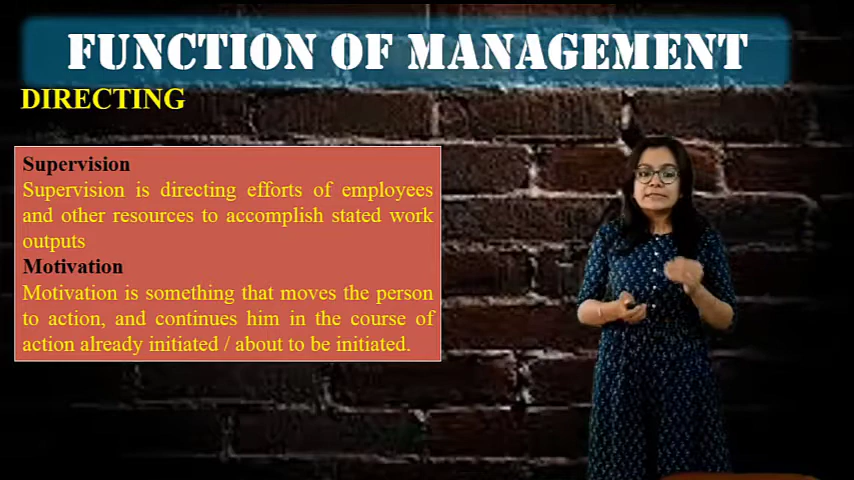 FUNCTION OF MANAGEMENT
DIRECTING
Supervision
Supervision is directing efforts of employees
and other resources to accomplish stated work
outputs
Motivation
Motivation is something that moves the person
to action, and continues him in the course of
action already initiated / about to be initiated.